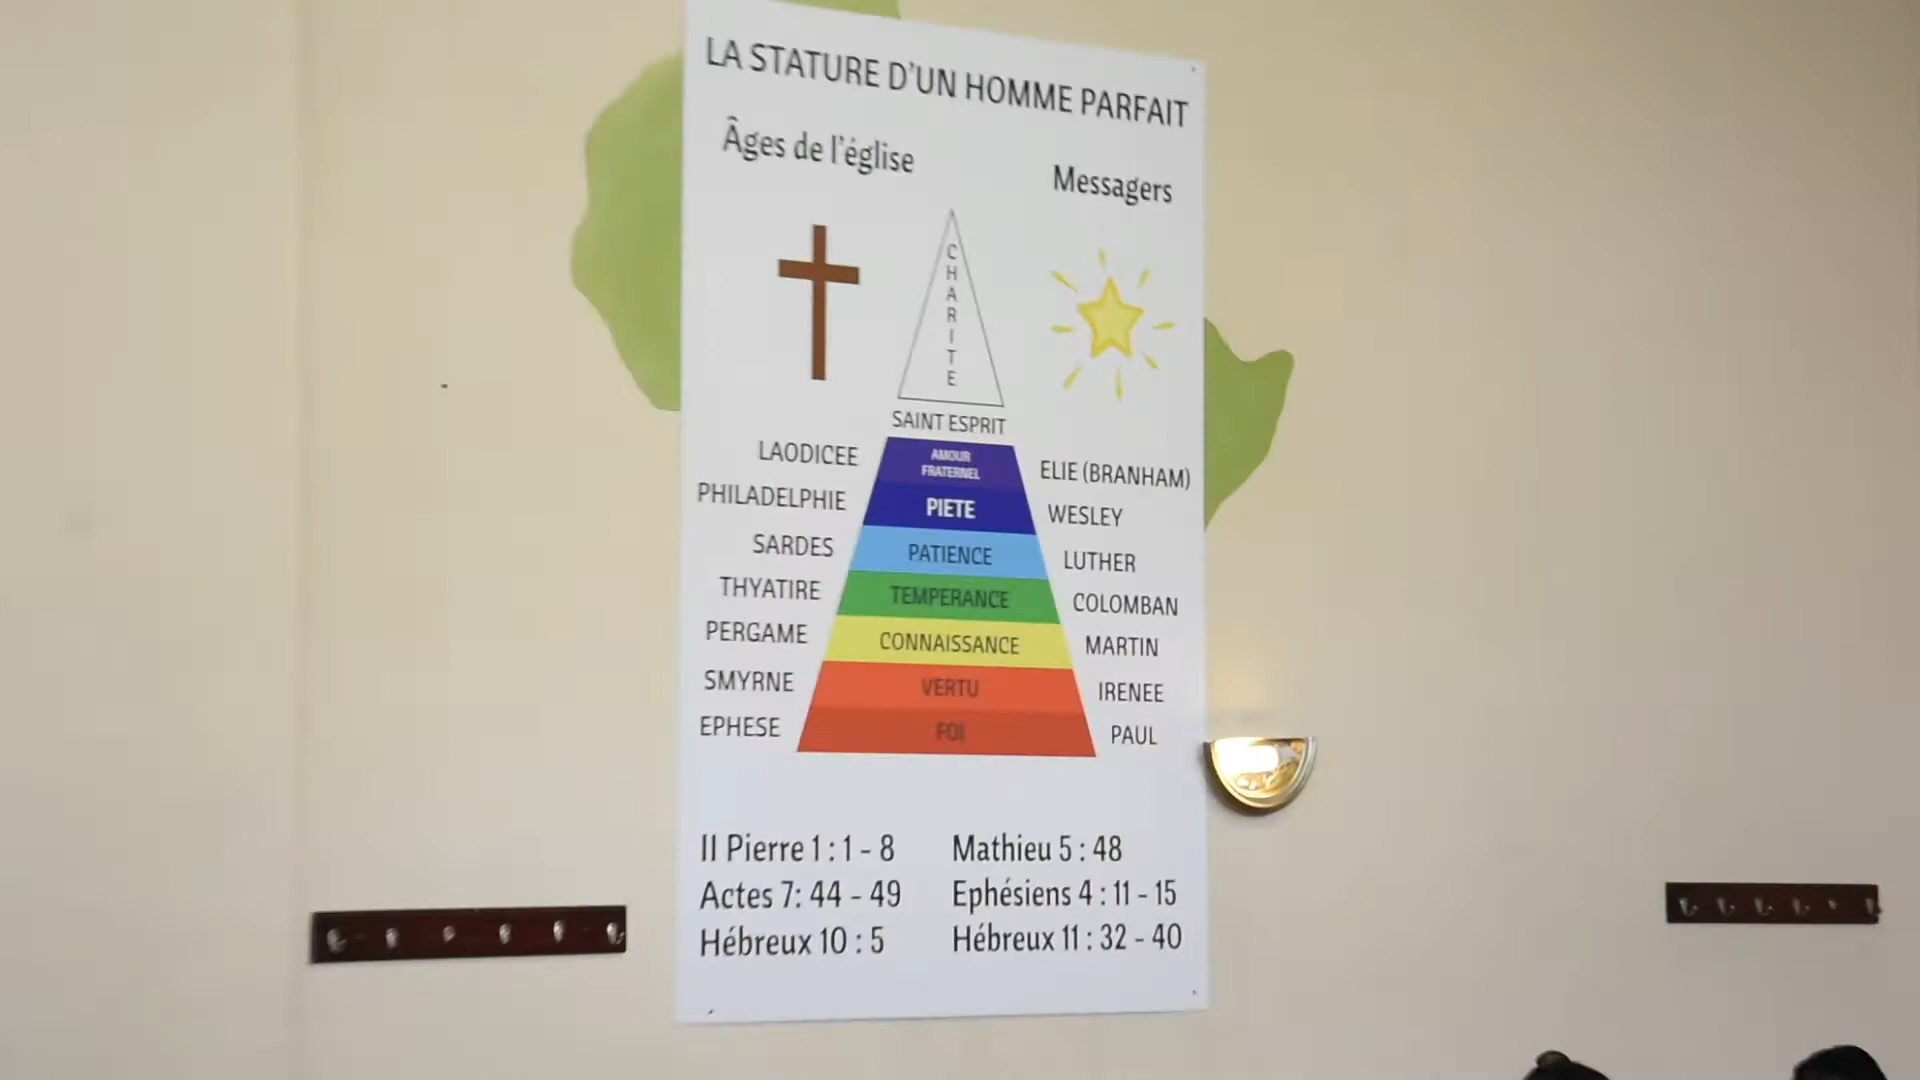 LA STATURE D'UN HOMME PARFAIT
Âges de l'église
Messagers
CHARITE
SAINT ESPRIT
LAODICEE AMOUR FRATERNEL ELIE (BRANHAM)
PHILADELPHIE PIETE WESLEY
SARDES PATIENCE LUTHER
THYATIRE TEMPERANCE COLOMBAN
PERGAME CONNAISSANCE MARTIN
SMYRNE VERTU IRENEE
EPHESE FOI PAUL
II Pierre 1 : 1 - 8 Mathieu 5 : 48
Actes 7: 44 - 49 Ephésiens 4 : 11 - 15
Hébreux 10 : 5 Hébreux 11 : 32 - 40